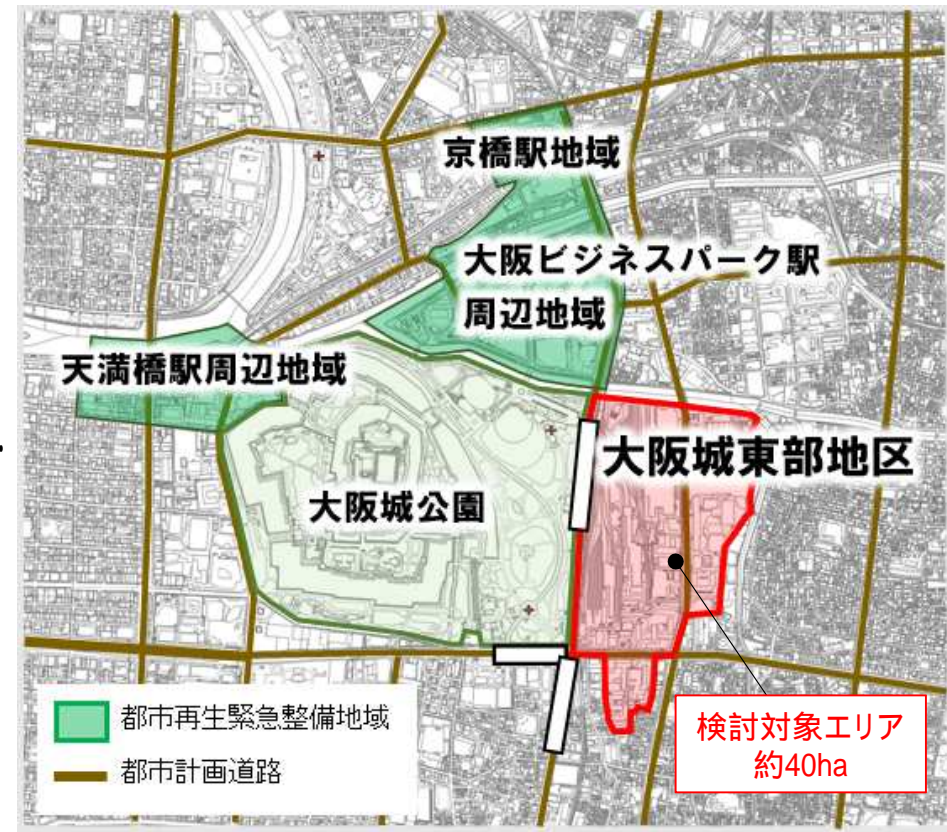 京橋駅地域
大阪ビジネスパーク駅
周辺地域
天満橋駅周辺地域
大阪城東部地区
大阪城公園
検討対象エリア
約40ha
都市再生緊急整備地域
都市計画道路